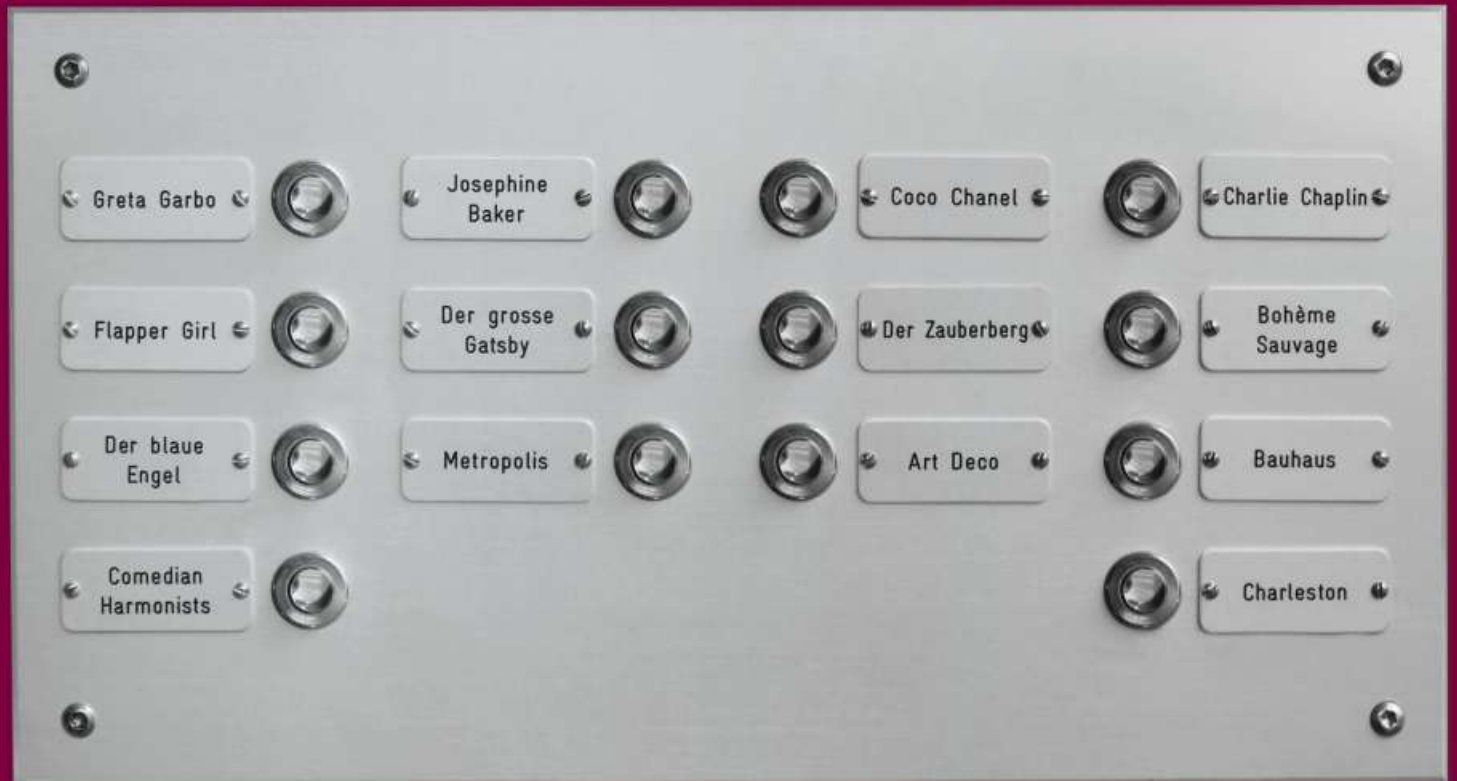 Greta Garbo
Josephine
Baker
Coco Chanel
Charlie Chaplin
Flapper Girl
Der grosse
Gatsby
Der Zauberberg
Bohème
Sauvage
Der blaue
Engel
Metropolis
Art Deco
Bauhaus
Comedian
Harmonists
Charleston